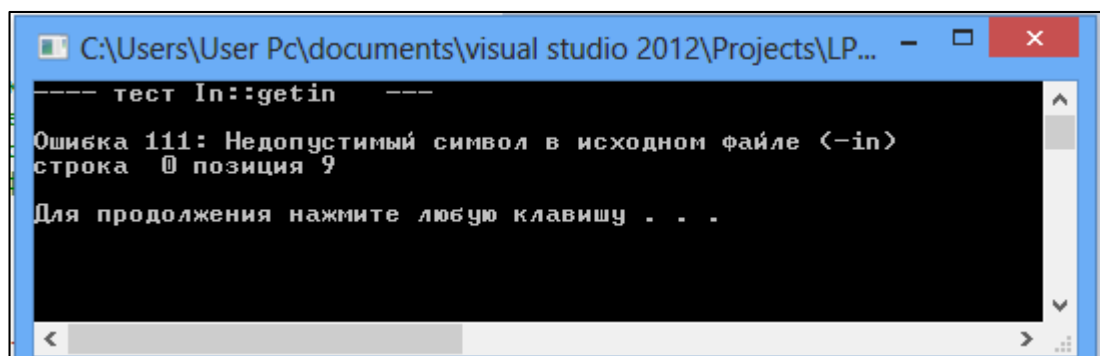 C:\Users\User Pc\documents\visual studio 2012\Projects\LP...
---- тест In::getin ---
Ошибка 111: Недопустимый символ в исходном файле (-in)
строка 0 позиция 9
Для продолжения нажмите любую клавишу . . .